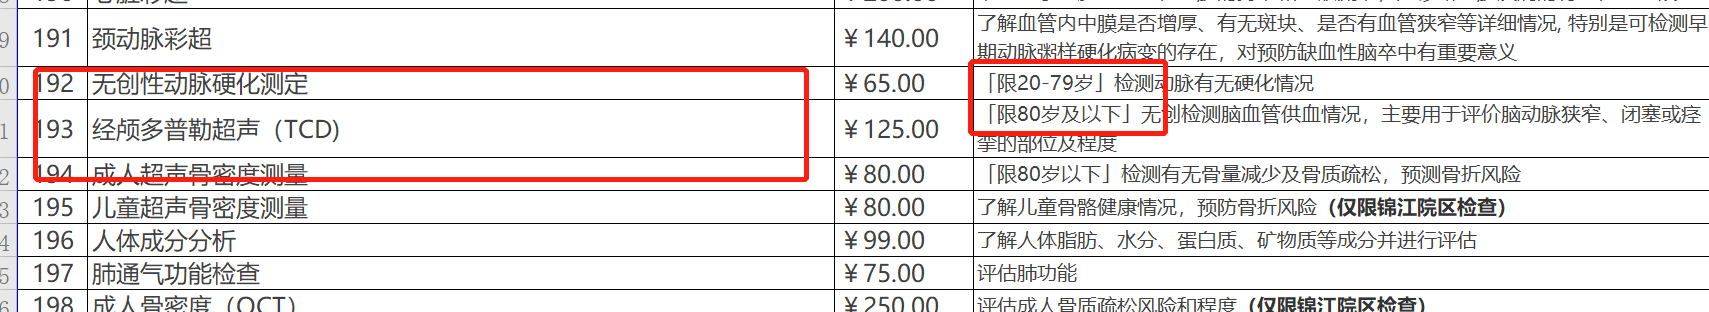 191 颈动脉彩超 ￥140.00 了解血管内中膜是否增厚、有无斑块、是否有血管狭窄等详细情况, 特别是可检测早
期动脉粥样硬化病变的存在，对预防缺血性脑卒中有重要意义
192 无创性动脉硬化测定 ￥65.00 「限20-79岁」检测动脉有无硬化情况
193 经颅多普勒超声（TCD） ￥125.00 「限80岁及以下」无创检测脑血管供血情况，主要用于评价脑动脉狭窄、闭塞或痉
挛的部位及程度
194 成人超声骨密度测量 ￥80.00 「限80岁以下」检测有无骨量减少及骨质疏松，预测骨折风险
195 儿童超声骨密度测量 ￥80.00 了解儿童骨骼健康情况，预防骨折风险（仅限锦江院区检查）
196 人体成分分析 ￥99.00 了解人体脂肪、水分、蛋白质、矿物质等成分并进行评估
197 肺通气功能检查 ￥75.00 评估肺功能
198 成人骨密度（QCT） ￥250.00 评估成人骨质疏松风险和程度（仅限锦江院区检查）